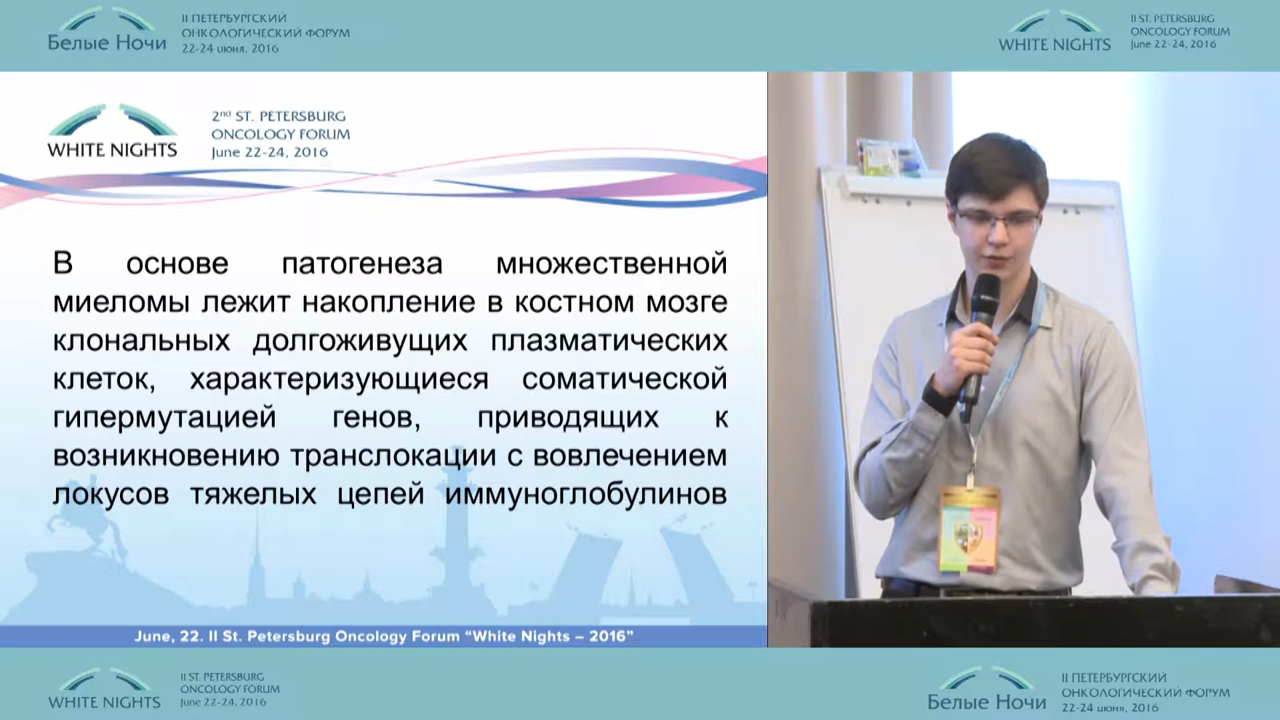 Белые Ночи
II ПЕТЕРБУРГСКИЙ
ОНКОЛОГИЧЕСКИЙ ФОРУМ
22-24 июня, 2016
WHITE NIGHTS
II ST. PETERSBURG
ONCOLOGY FORUM
June 22-24, 2016
WHITE NIGHTS
2nd ST. PETERSBURG
ONCOLOGY FORUM
June 22-24, 2016
В основе патогенеза множественной
миеломы лежит накопление в костном мозге
клональных долгоживущих плазматических
клеток, характеризующиеся соматической
гипермутацией генов, приводящих к
возникновению транслокации с вовлечением
локусов тяжелых цепей иммуноглобулинов
June, 22. II St. Petersburg Oncology Forum “White Nights – 2016”
WHITE NIGHTS
II ST. PETERSBURG
ONCOLOGY FORUM
June 22-24, 2016
Белые Ночи
II ПЕТЕРБУРГСКИЙ
ОНКОЛОГИЧЕСКИЙ ФОРУМ
22-24 июня, 2016